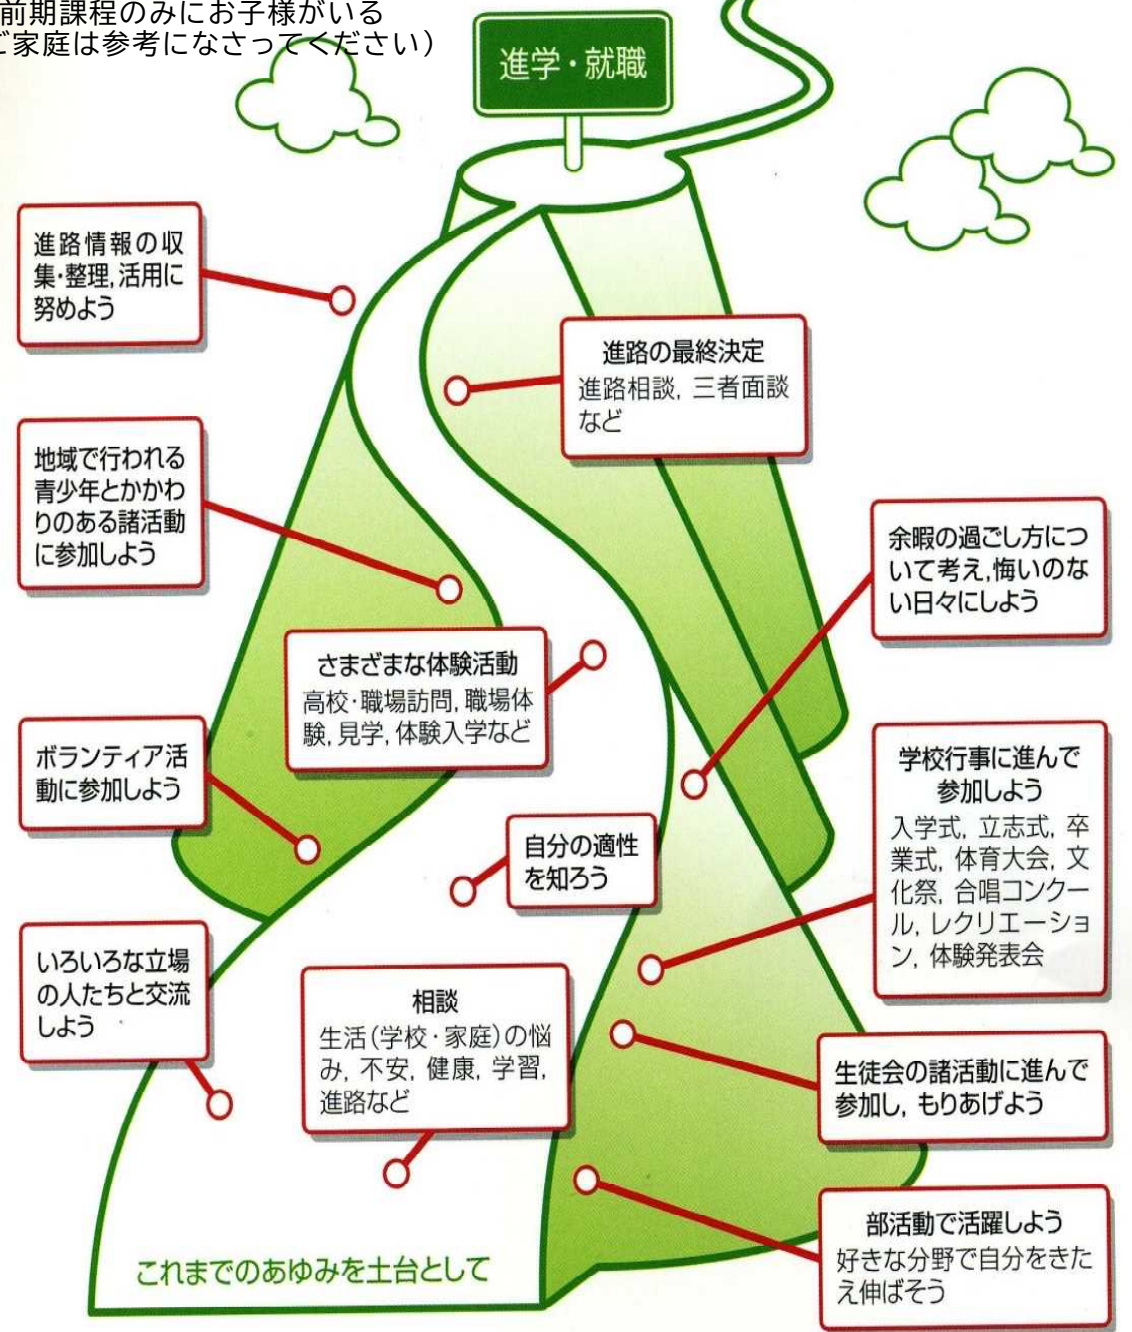 前期課程のみにお子様がいる
ご家庭は参考になさってください）
進学・就職
進路情報の収
集・整理,活用に
努めよう
進路の最終決定
進路相談, 三者面談
など
地域で行われる
青少年とかかわ
りのある諸活動
に参加しよう
余暇の過ごし方につ
いて考え,悔いのな
い日々にしよう
さまざまな体験活動
高校・職場訪問, 職場体
験, 見学, 体験入学など
ボランティア活
動に参加しよう
学校行事に進んで
参加しよう
入学式, 立志式, 卒
業式, 体育大会, 文
化祭, 合唱コンクー
ル, レクリエーショ
ン, 体験発表会
自分の適性
を知ろう
いろいろな立場
の人たちと交流
しよう
相談
生活(学校・家庭)の悩
み, 不安, 健康, 学習,
進路など
生徒会の諸活動に進んで
参加し, もりあげよう
部活動で活躍しよう
好きな分野で自分をきた
え伸ばそう
これまでのあゆみを土台として